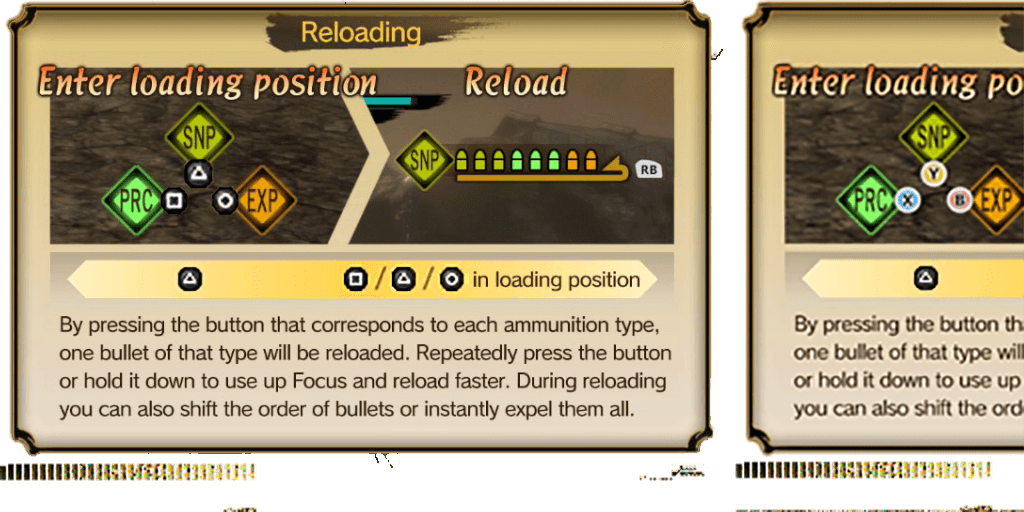 Reloading
Enter loading position
Reload
SNP
PRC
EXP
SNP
RB
/ / in loading position
By pressing the button that corresponds to each ammunition type,
one bullet of that type will be reloaded. Repeatedly press the button
or hold it down to use up Focus and reload faster. During reloading
you can also shift the order of bullets or instantly expel them all.
Enter loading po
SNP
Y
PRC
X
B
EXP
By pressing the button th
one bullet of that type will
or hold it down to use up
you can also shift the ord